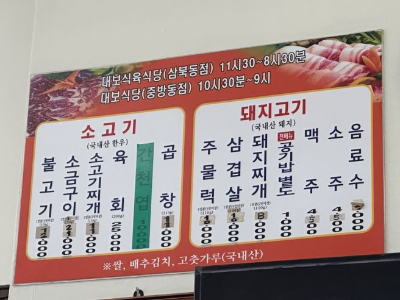 대보식육식당(삼북동점) 11시30~8시30분
대보식당(중방동점) 10시30분~9시
소고기
(국내산 한우)
불고기
소금구이
소고기찌개
육회
간천엽
곱창
돼지고기
(국내산 돼지)
주물럭
삼겹살
돼지찌개
공기밥별도
맥주
소주
음료수
※쌀, 배추김치, 고춧가루(국내산)